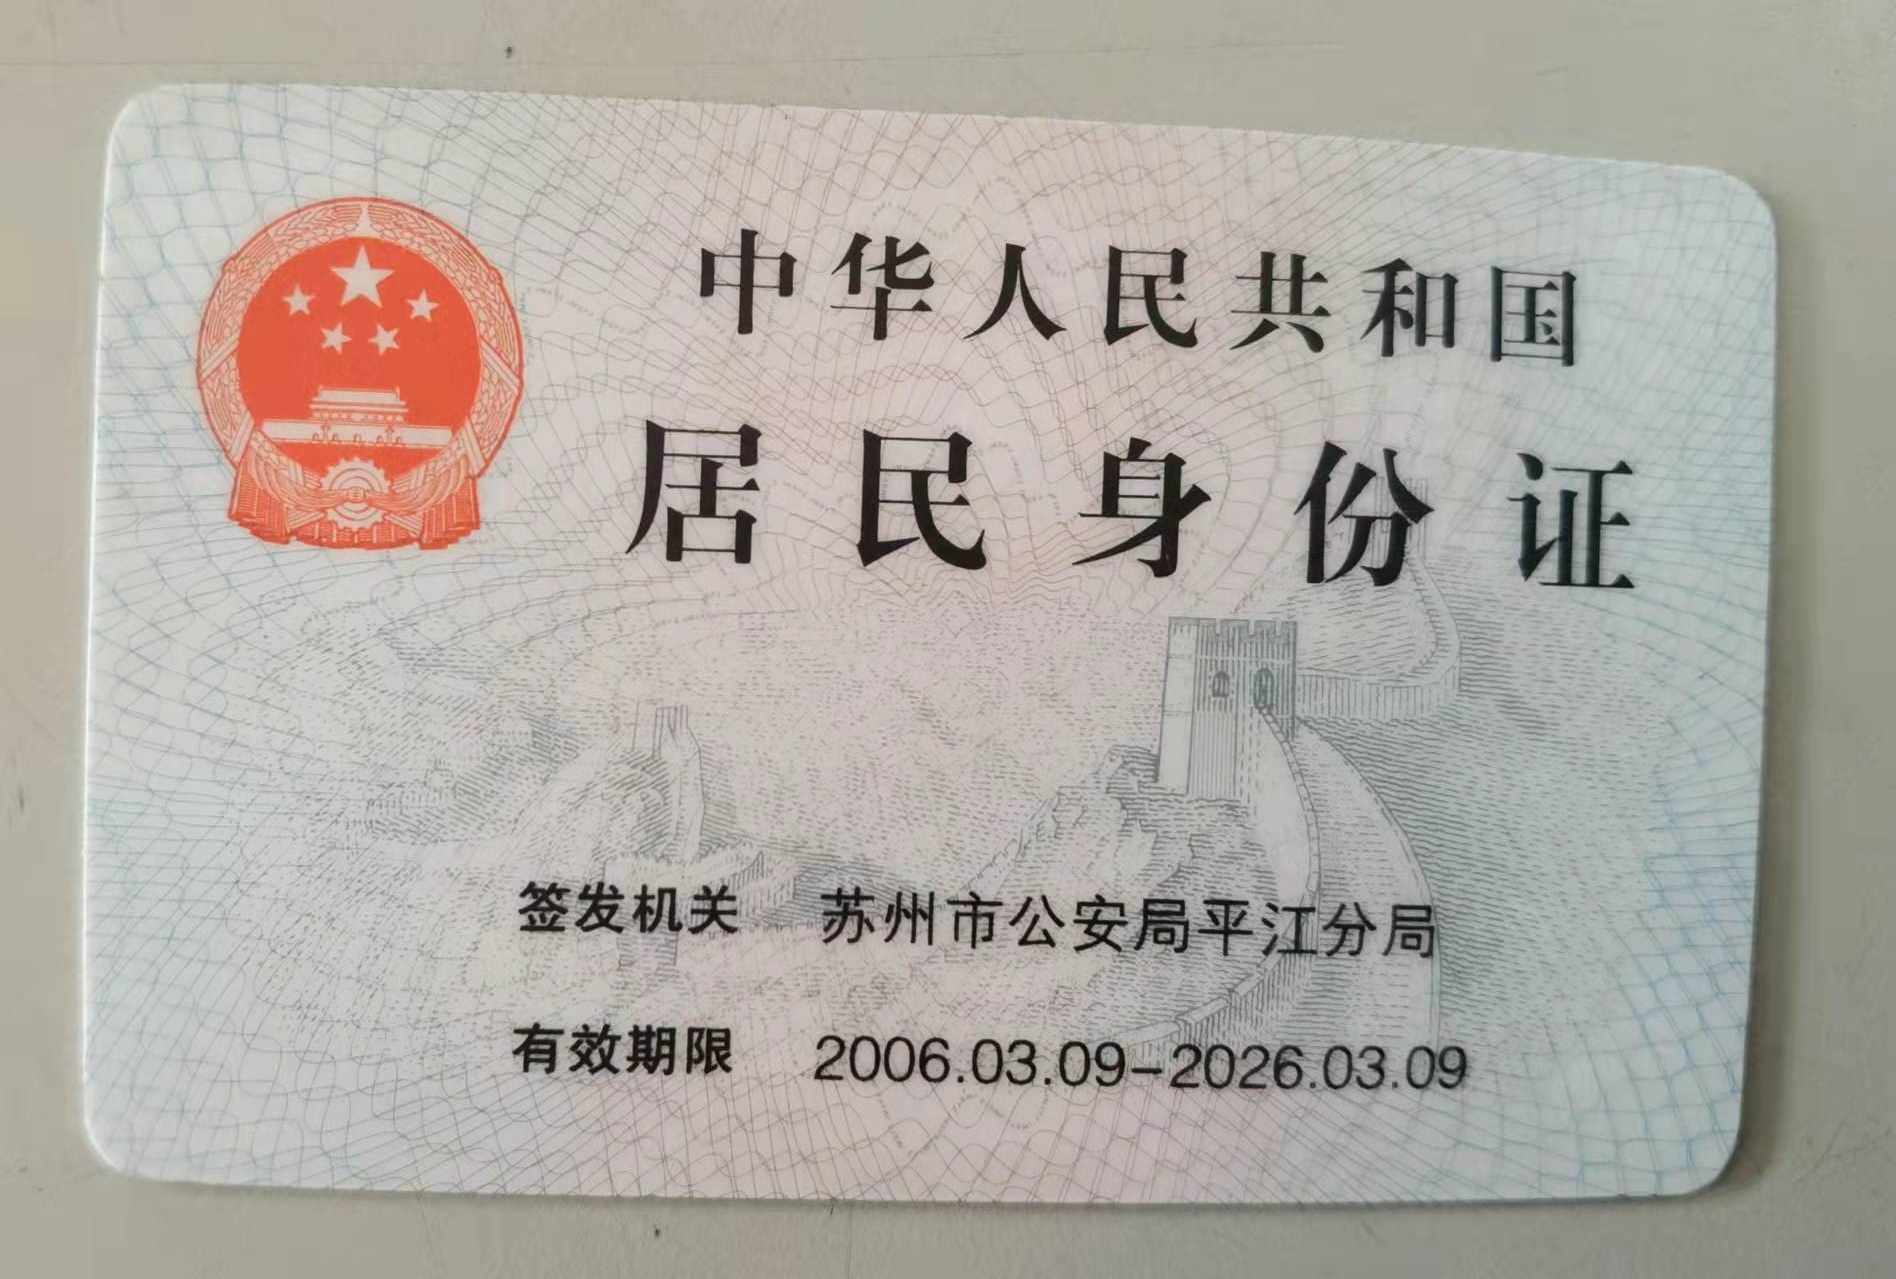 中华人民共和国
居民身份证
签发机关 苏州市公安局平江分局
有效期限 2006.03.09-2026.03.09